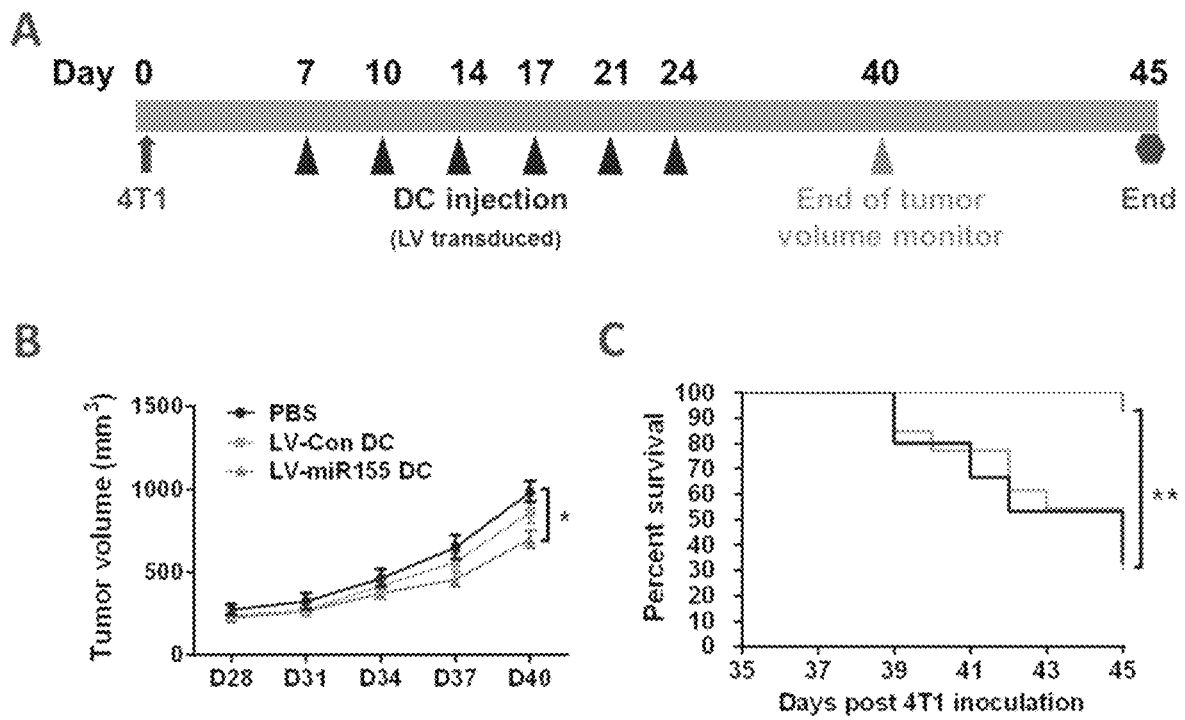 A
Day 0 7 10 14 17 21 24 40 45
4T1 DC injection End of tumor End
(LV transduced) volume monitor
B
Tumor volume (mm3)
1500
1000
500
0
PBS
LV-Con DC
LV-miR155 DC
*
D28 D31 D34 D37 D40
C
Percent survival
100
90
80
70
60
50
40
30
20
10
0
**
35 37 39 41 43 45
Days post 4T1 inoculation